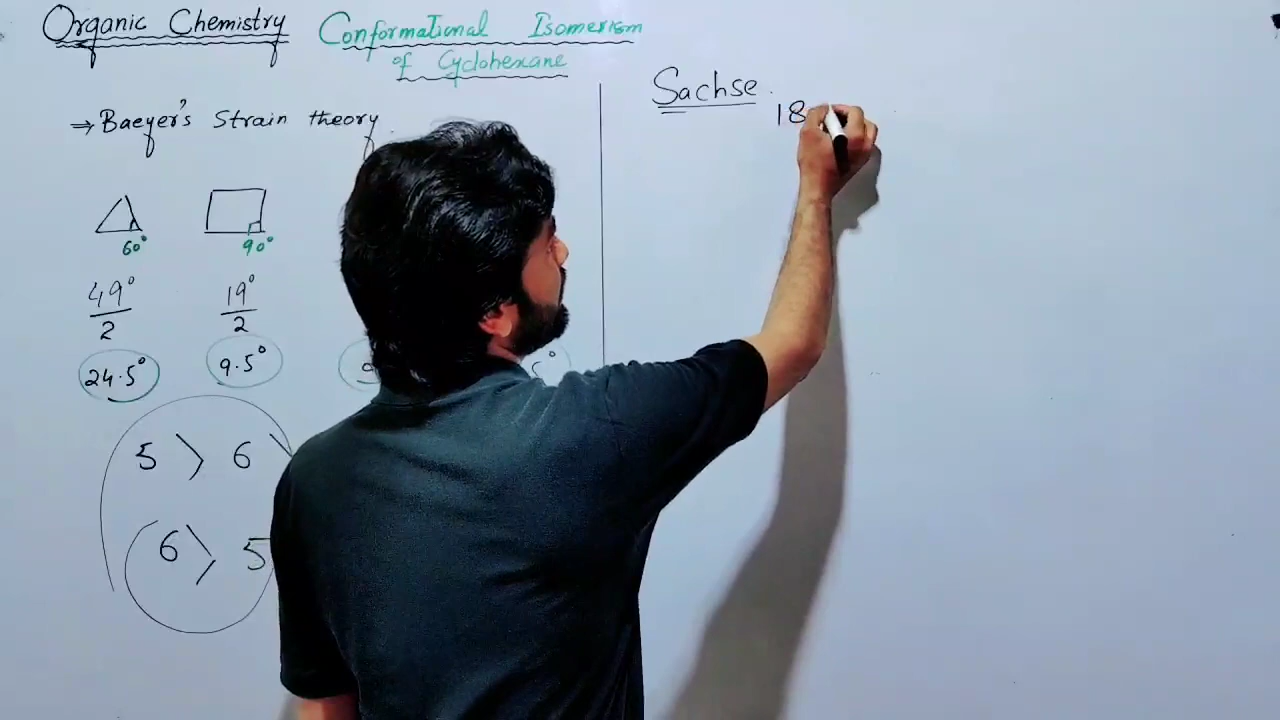 Organic Chemistry Conformational Isomerism
of Cyclohexane
⇒ Baeyer's Strain theory
60° 90°
49°/2 19°/2
24.5° 9.5° 9
5 > 6 >
6 > 5
Sachse.
18